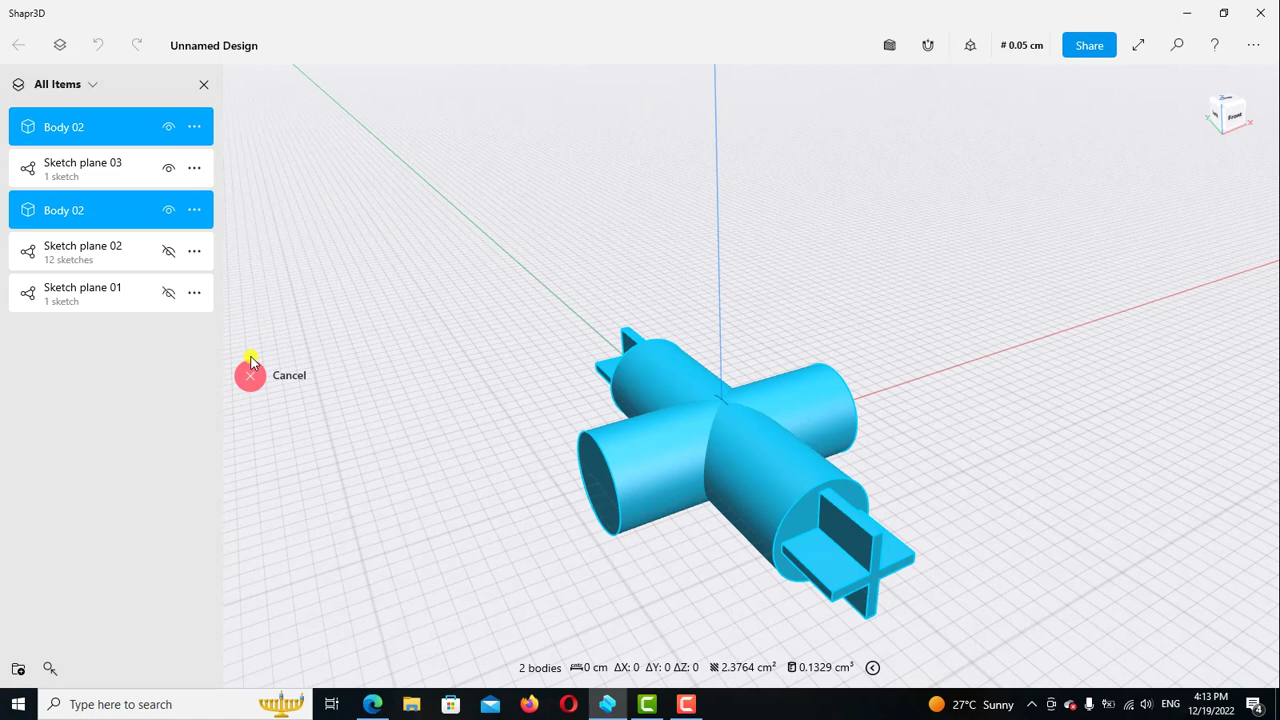 Shapr3D
Unnamed Design
# 0.05 cm
Share
All Items
Body 02
Sketch plane 03
1 sketch
Body 02
Sketch plane 02
12 sketches
Sketch plane 01
1 sketch
Front
Cancel
2 bodies 0 cm ΔX: 0 ΔY: 0 ΔZ: 0 2.3764 cm² 0.1329 cm³
Type here to search
27°C Sunny
ENG
4:13 PM
12/19/2022
4